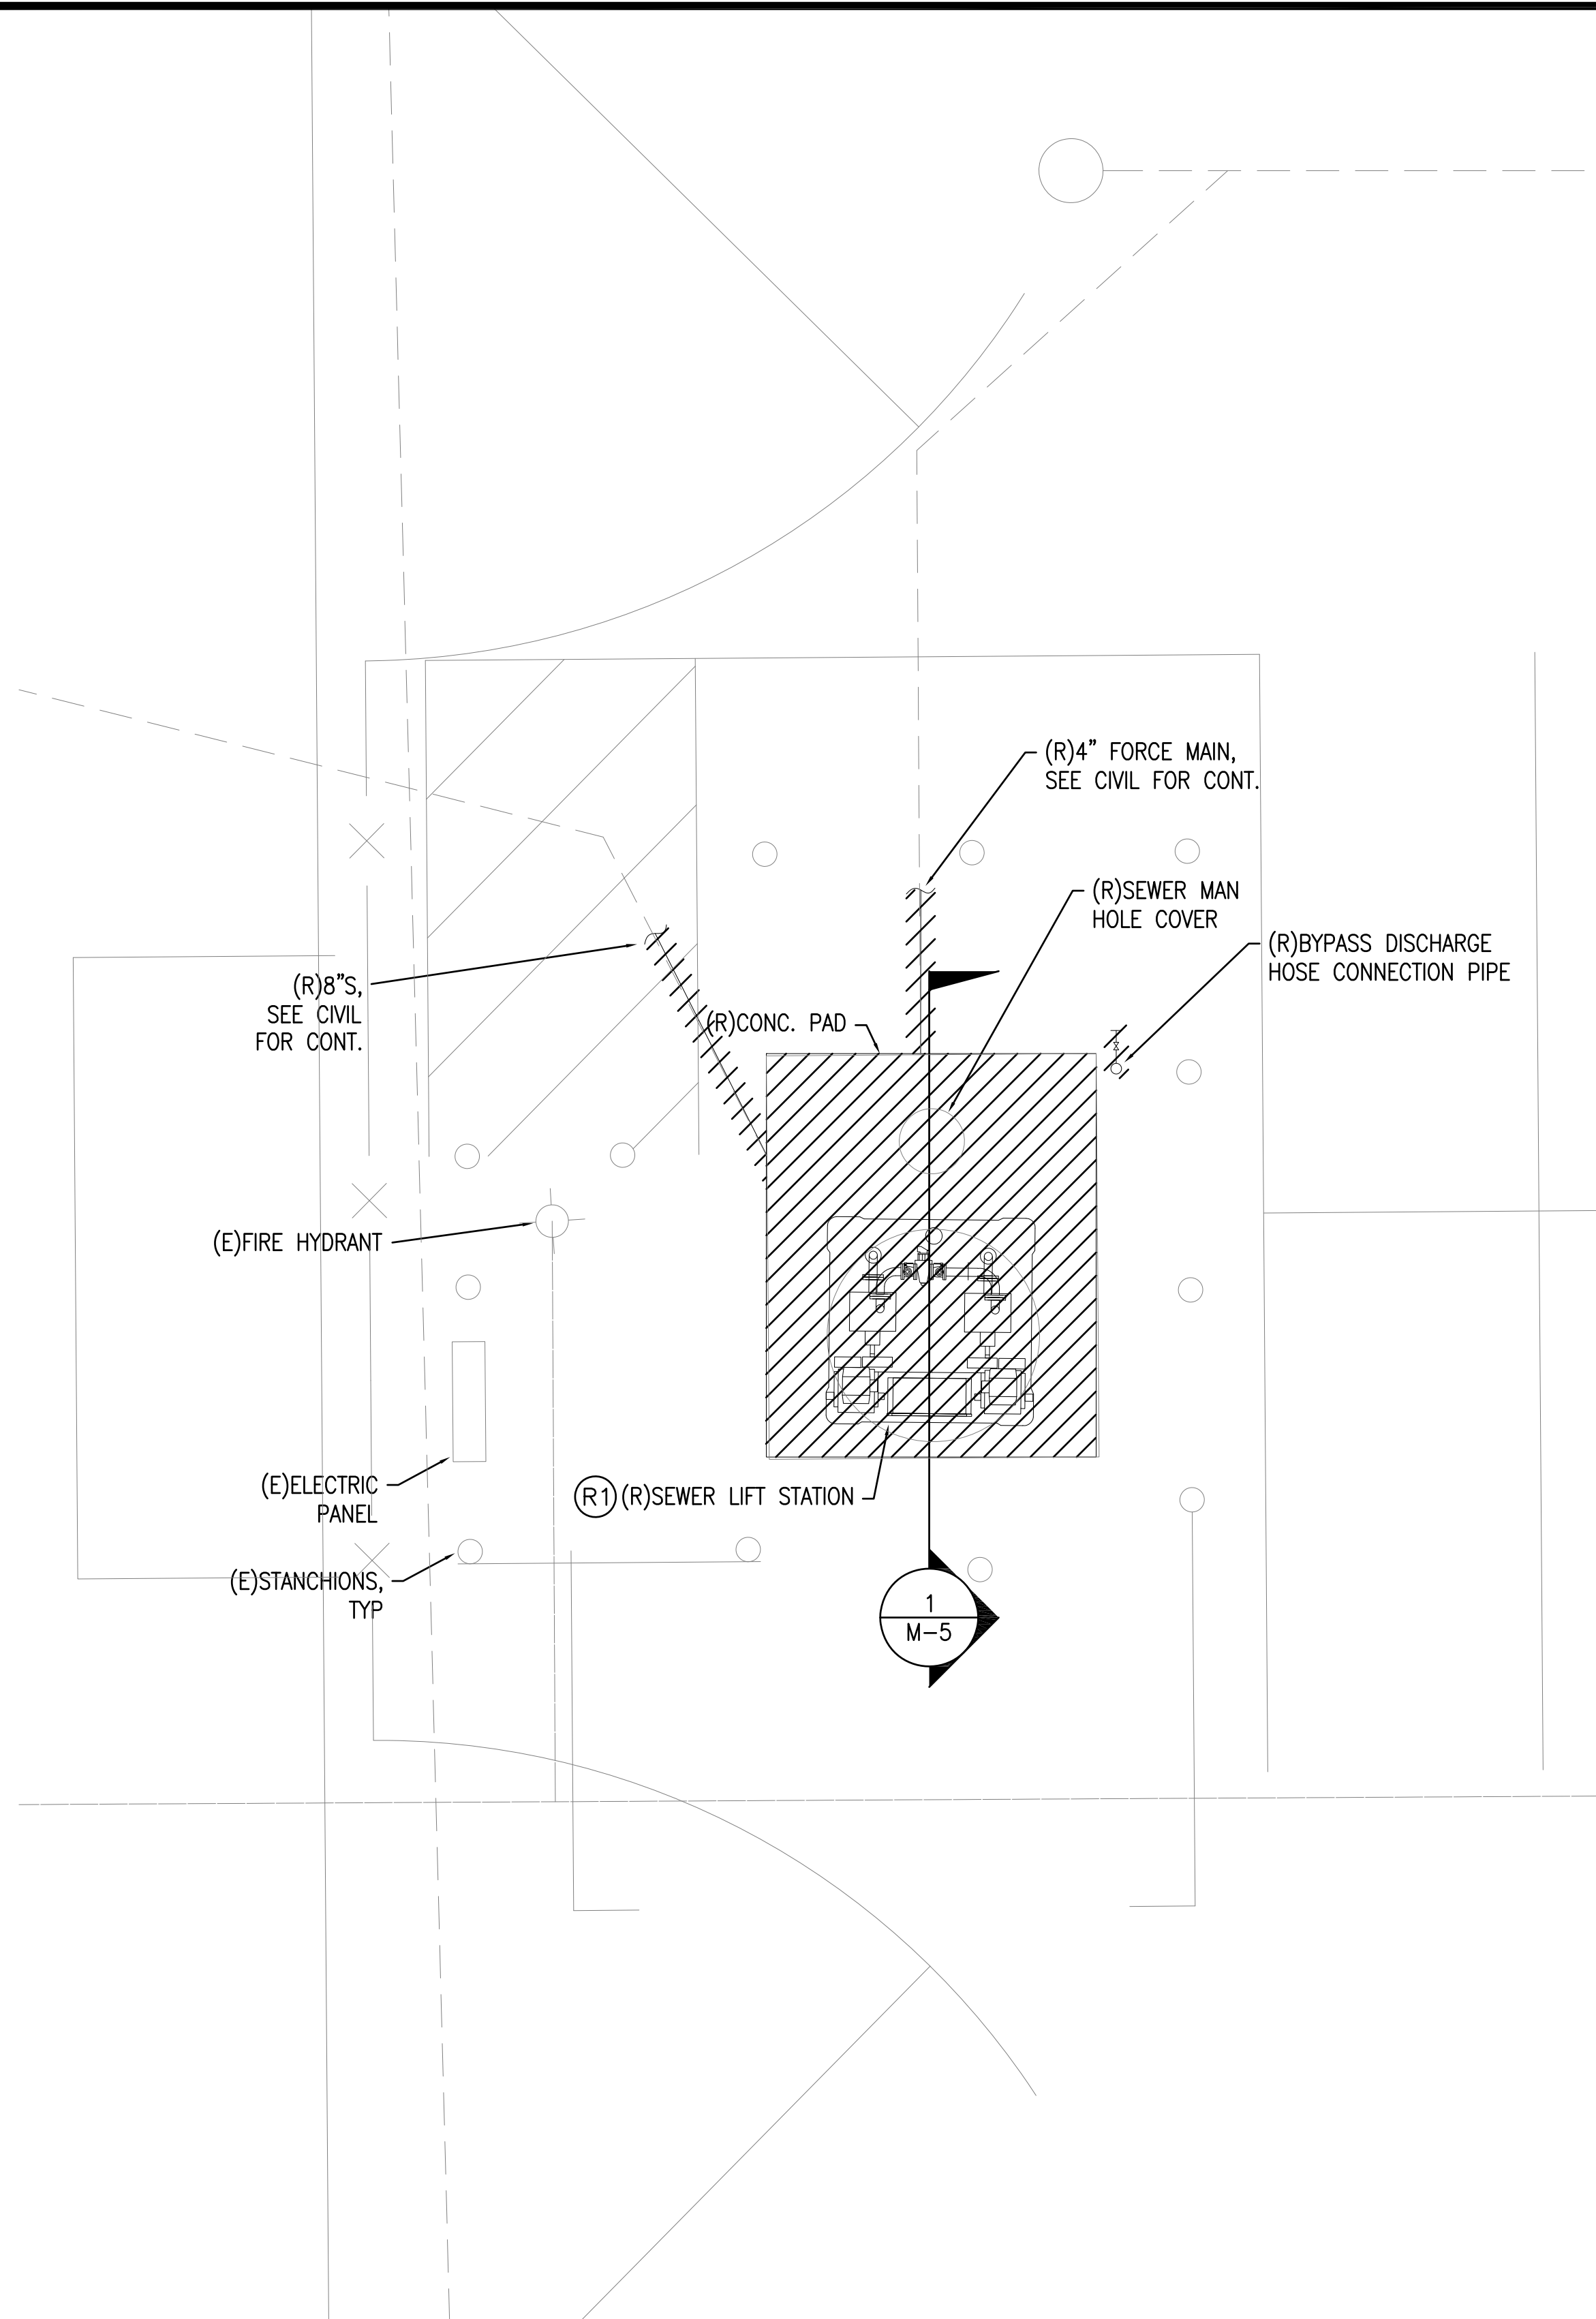 (R)4" FORCE MAIN,
SEE CIVIL FOR CONT.
(R)SEWER MAN
HOLE COVER
(R)BYPASS DISCHARGE
HOSE CONNECTION PIPE
(R)8"S,
SEE CIVIL
FOR CONT.
(R)CONC. PAD
(E)FIRE HYDRANT
(E)ELECTRIC
PANEL
R1 (R)SEWER LIFT STATION
(E)STANCHIONS,
TYP
1
M-5